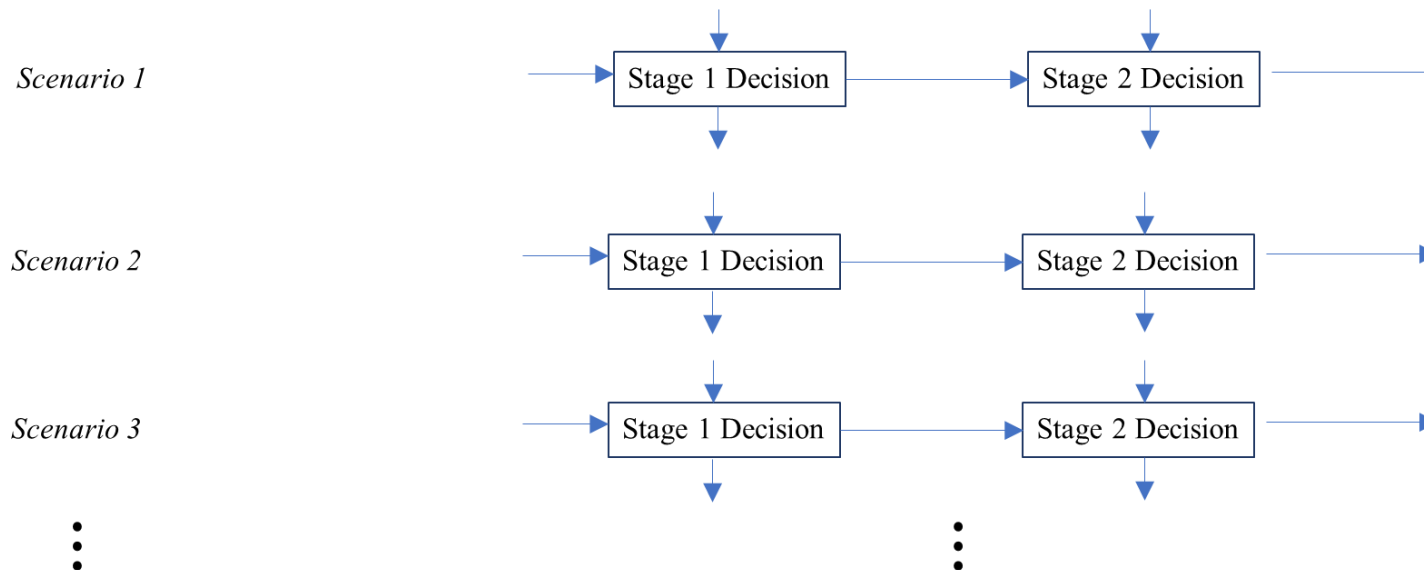 Scenario 1 Stage 1 Decision Stage 2 Decision
Scenario 2 Stage 1 Decision Stage 2 Decision
Scenario 3 Stage 1 Decision Stage 2 Decision